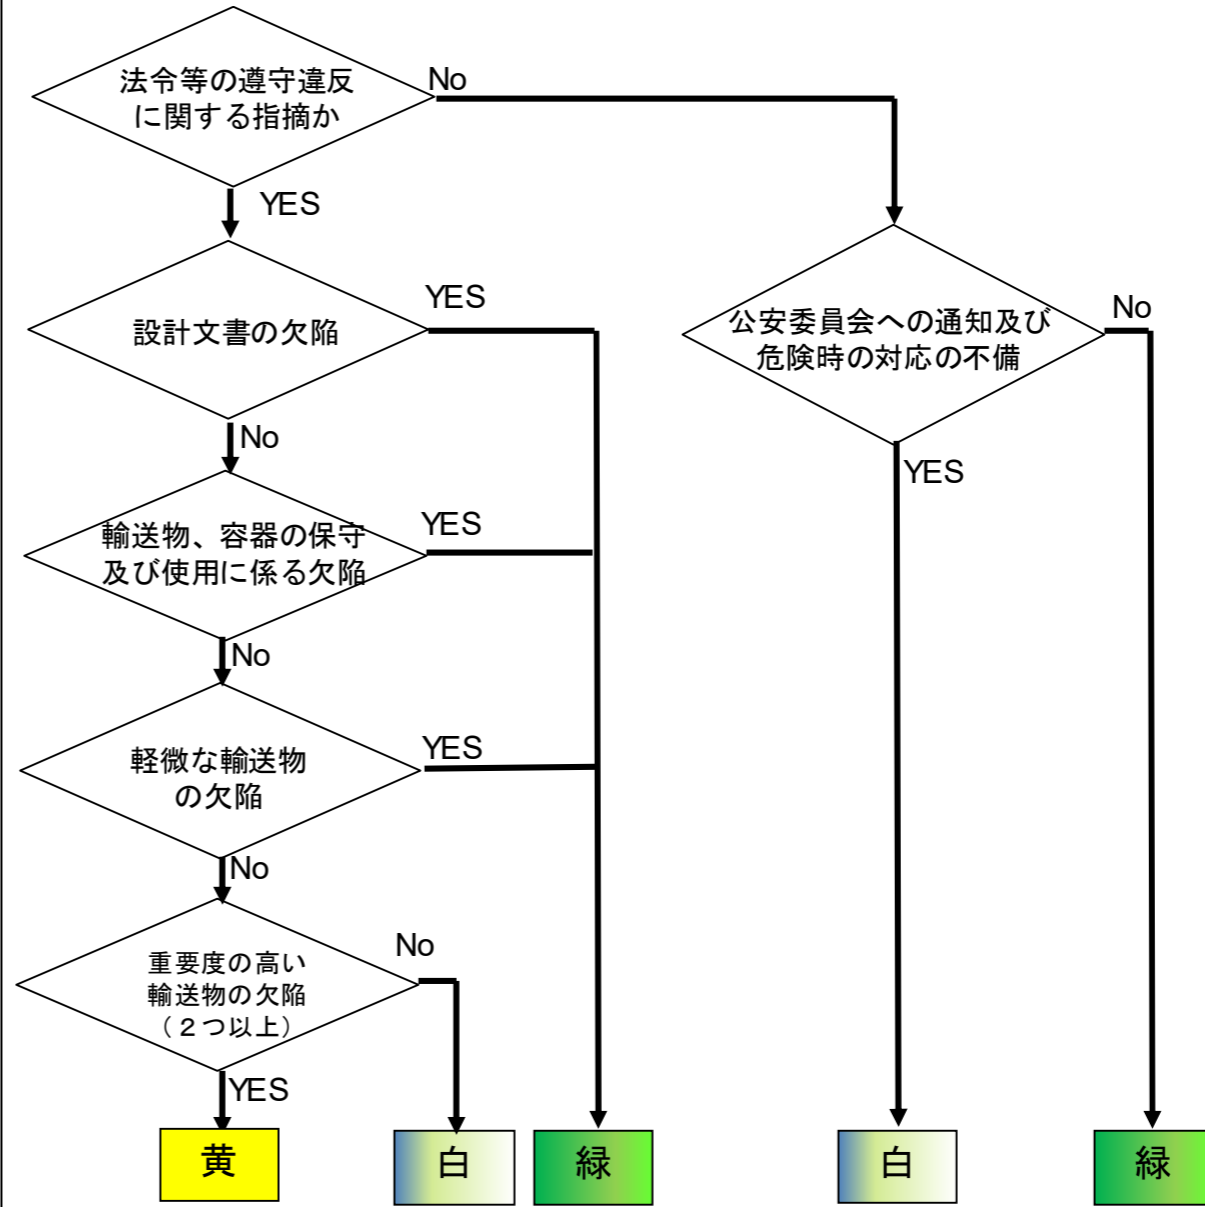 法令等の遵守違反
に関する指摘か
No
YES
設計文書の欠陥
YES
公安委員会への通知及び
危険時の対応の不備
No
No
YES
輸送物、容器の保守
及び使用に係る欠陥
YES
No
軽微な輸送物
の欠陥
YES
No
重要度の高い
輸送物の欠陥
(２つ以上)
No
YES
黄
白
緑
白
緑